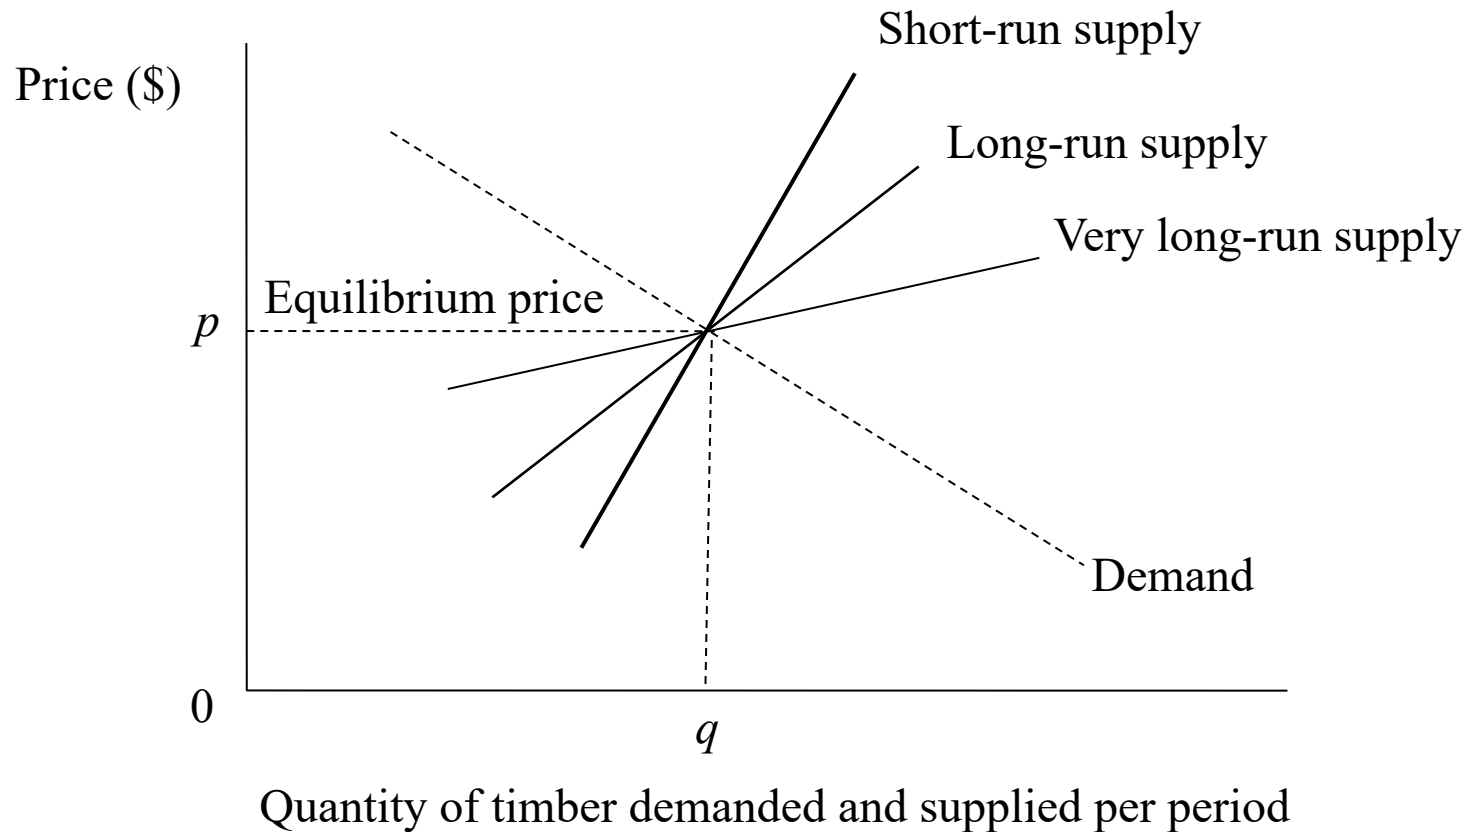 Short-run supply
Price ($)
Long-run supply
Very long-run supply
Equilibrium price
p
Demand
0
q
Quantity of timber demanded and supplied per period